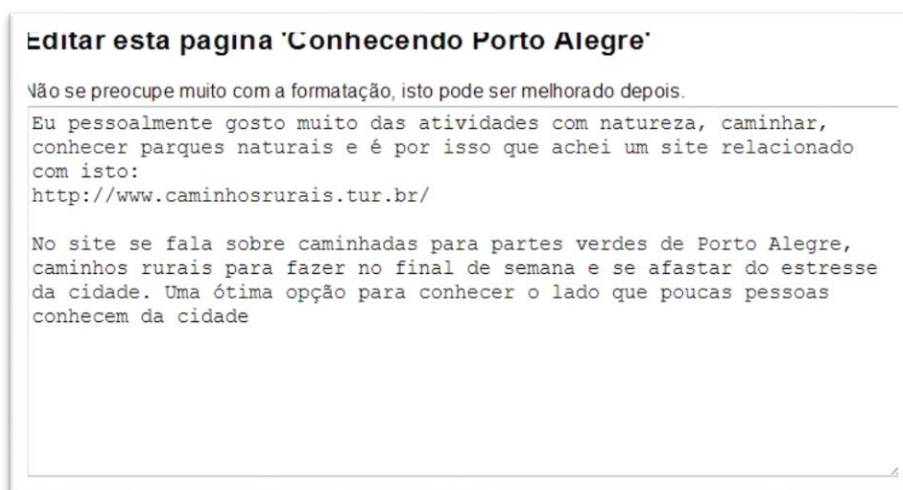 Editar esta página 'Conhecendo Porto Alegre'
Não se preocupe muito com a formatação, isto pode ser melhorado depois.
Eu pessoalmente gosto muito das atividades com natureza, caminhar,
conhecer parques naturais e é por isso que achei um site relacionado
com isto:
http://www.caminhosrurais.tur.br/
No site se fala sobre caminhadas para partes verdes de Porto Alegre,
caminhos rurais para fazer no final de semana e se afastar do estresse
da cidade. Uma ótima opção para conhecer o lado que poucas pessoas
conhecem da cidade